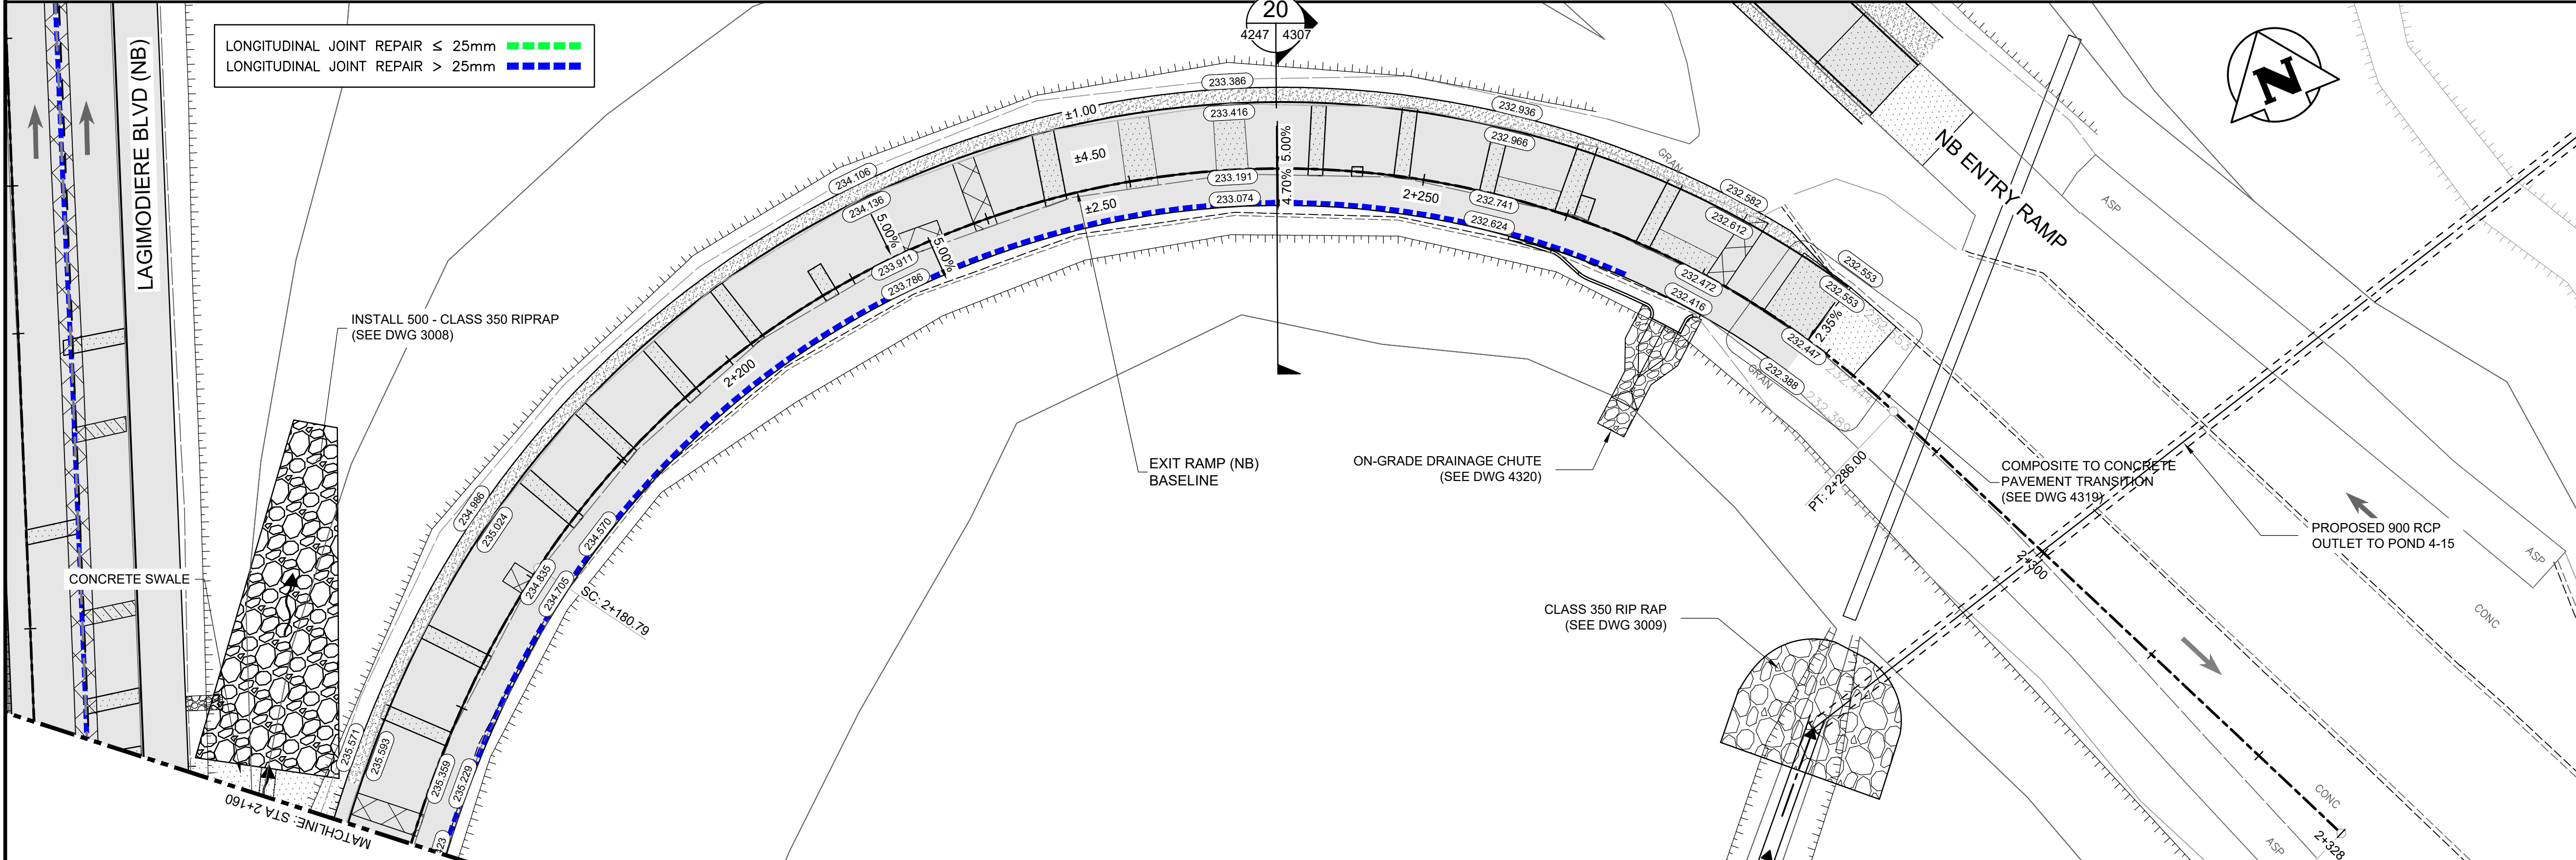 LONGITUDINAL JOINT REPAIR ≤ 25mm
LONGITUDINAL JOINT REPAIR > 25mm
LAGIMODIERE BLVD (NB)
20
4247 4307
N
NB ENTRY RAMP
INSTALL 500 - CLASS 350 RIPRAP
(SEE DWG 3008)
CONCRETE SWALE
MATCHLINE: STA 2+160
EXIT RAMP (NB)
BASELINE
ON-GRADE DRAINAGE CHUTE
(SEE DWG 4320)
CLASS 350 RIP RAP
(SEE DWG 3009)
COMPOSITE TO CONCRETE
PAVEMENT TRANSITION
(SEE DWG 4319)
PROPOSED 900 RCP
OUTLET TO POND 4-15
SC: 2+180.79
PT: 2+286.00
2+200
2+250
2+300
2+328
±1.00
±4.50
±2.50
5.00%
5.00%
5.00%
4.70%
2.35%
235.571
235.593
235.359
235.229
234.986
235.024
234.835
234.705
234.570
234.106
234.136
233.911
233.786
233.386
233.416
233.191
233.074
232.936
232.966
232.741
232.624
232.582
232.612
232.472
232.416
232.553
232.553
232.447
232.388
232.444
232.389
GRAN
GRAN
ASP
ASP
ASP
CONC
CONC